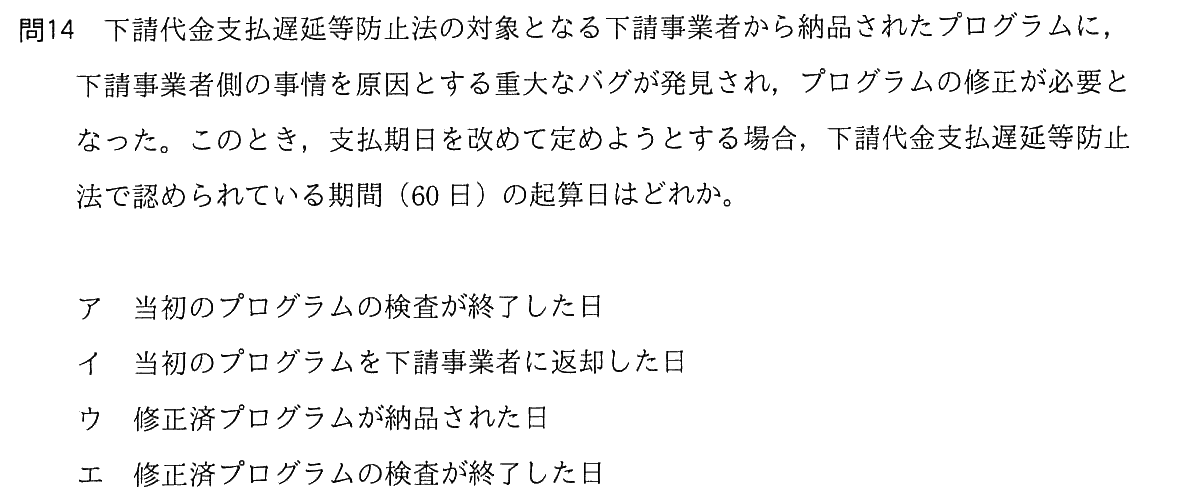 問14 下請代金支払遅延等防止法の対象となる下請事業者から納品されたプログラムに，
下請事業者側の事情を原因とする重大なバグが発見され，プログラムの修正が必要と
なった。このとき，支払期日を改めて定めようとする場合，下請代金支払遅延等防止
法で認められている期間（60 日）の起算日はどれか。
ア 当初のプログラムの検査が終了した日
イ 当初のプログラムを下請事業者に返却した日
ウ 修正済プログラムが納品された日
エ 修正済プログラムの検査が終了した日